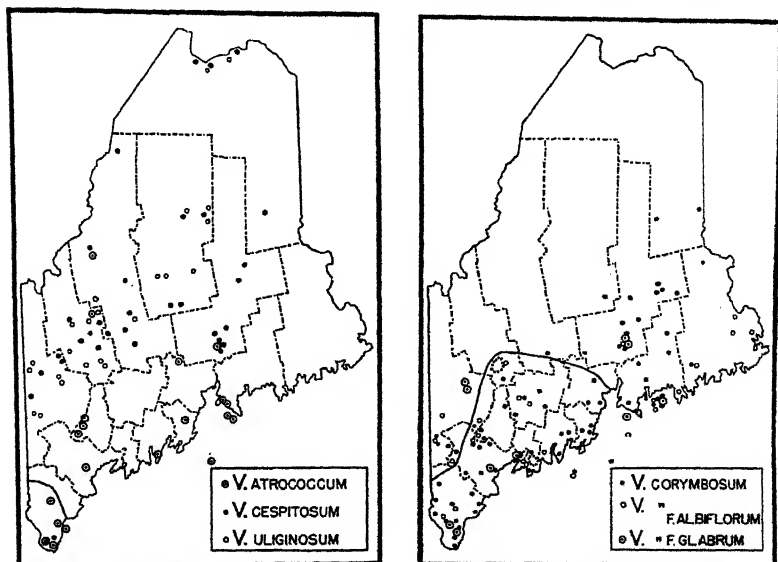 V. ATROCOCCUM
V. CESPITOSUM
V. ULIGINOSUM
V. CORYMBOSUM
V. " F. ALBIFLORUM
V. " F. GLABRUM